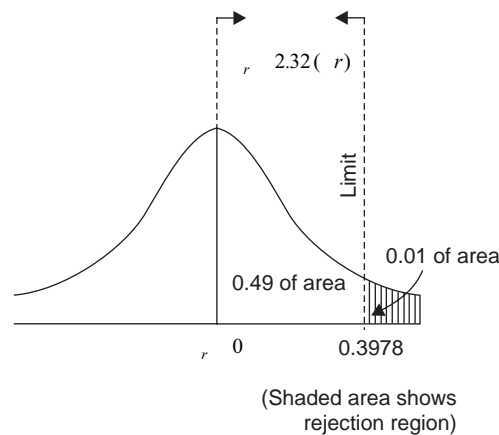 r 2.32( r)
Limit
0.01 of area
0.49 of area
r 0
0.3978
(Shaded area shows
rejection region)